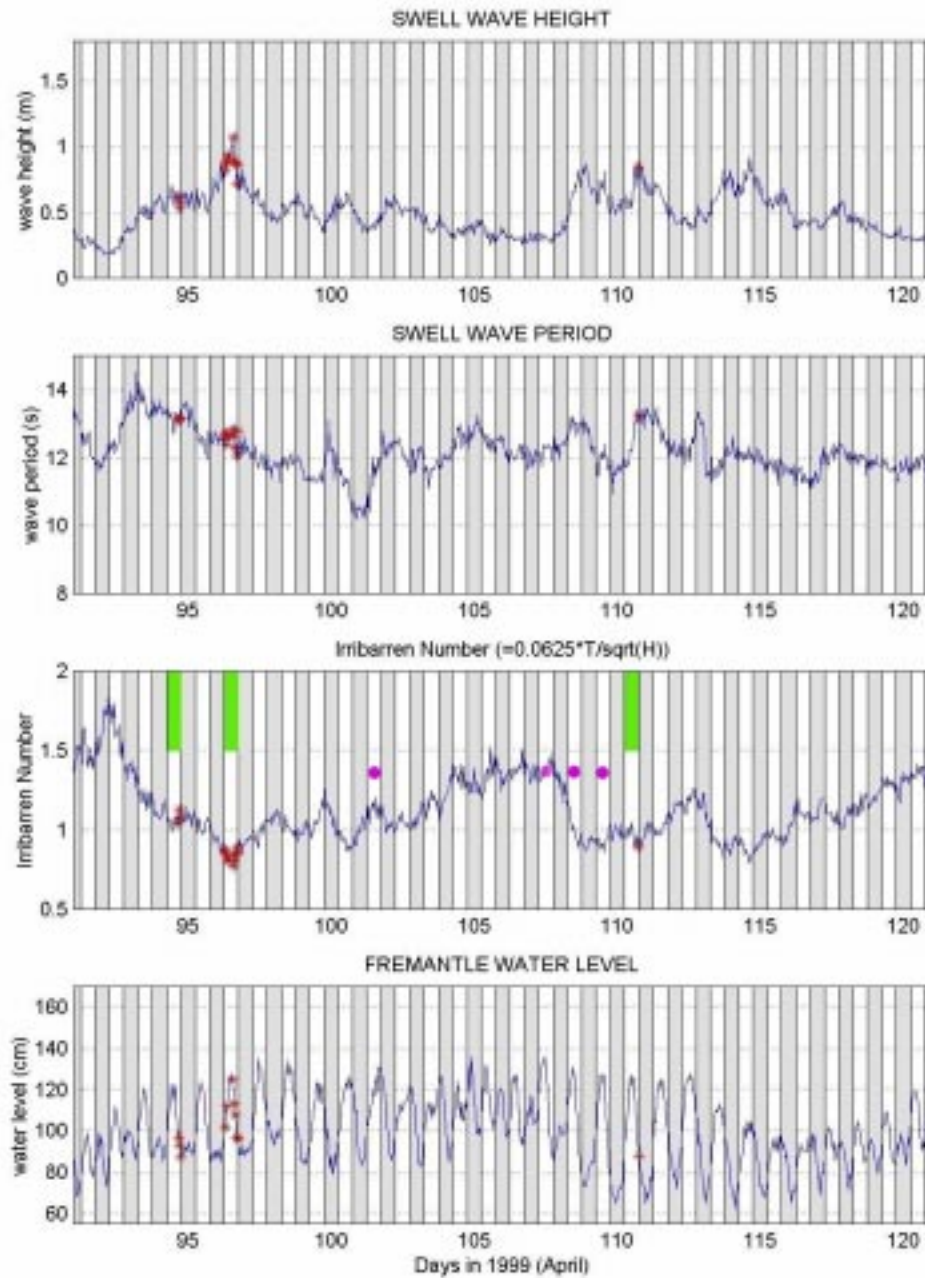 SWELL WAVE HEIGHT
wave height (m)
1.5
1
0.5
0
95 100 105 110 115 120
SWELL WAVE PERIOD
wave period (s)
14
12
10
8
95 100 105 110 115 120
Irribarren Number (=0.0625*T/sqrt(H))
Irribarren Number
2
1.5
1
0.5
95 100 105 110 115 120
FREMANTLE WATER LEVEL
water level (cm)
160
140
120
100
80
60
95 100 105 110 115 120
Days in 1999 (April)